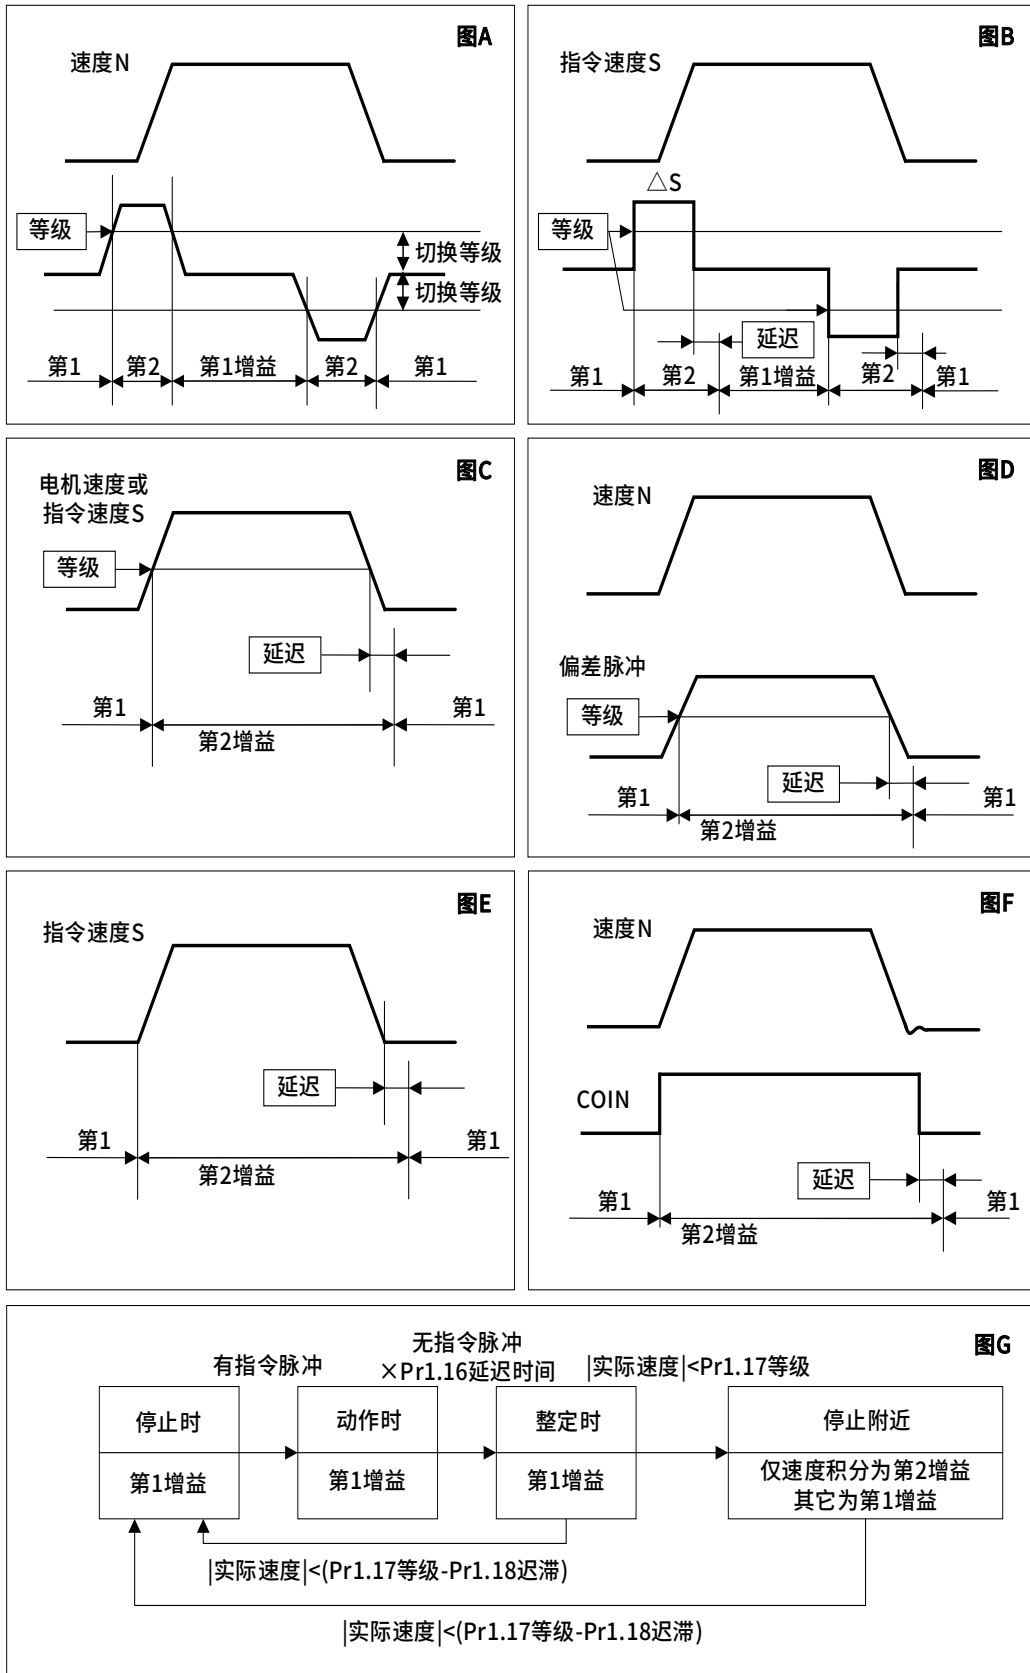 图A
速度N
等级
切换等级
切换等级
第1
第2
第1增益
第2
第1
图B
指令速度S
△S
等级
延迟
第1
第2
第1增益
第2
第1
图C
电机速度或
指令速度S
等级
延迟
第1
第2增益
第1
图D
速度N
偏差脉冲
等级
延迟
第1
第2增益
第1
图E
指令速度S
延迟
第1
第2增益
第1
图F
速度N
COIN
延迟
第1
第2增益
第1
图G
有指令脉冲
无指令脉冲
×Pr1.16延迟时间
|实际速度|<Pr1.17等级
停止时
动作时
整定时
停止附近
第1增益
第1增益
第1增益
仅速度积分为第2增益
其它为第1增益
|实际速度|<(Pr1.17等级-Pr1.18迟滞)
|实际速度|<(Pr1.17等级-Pr1.18迟滞)